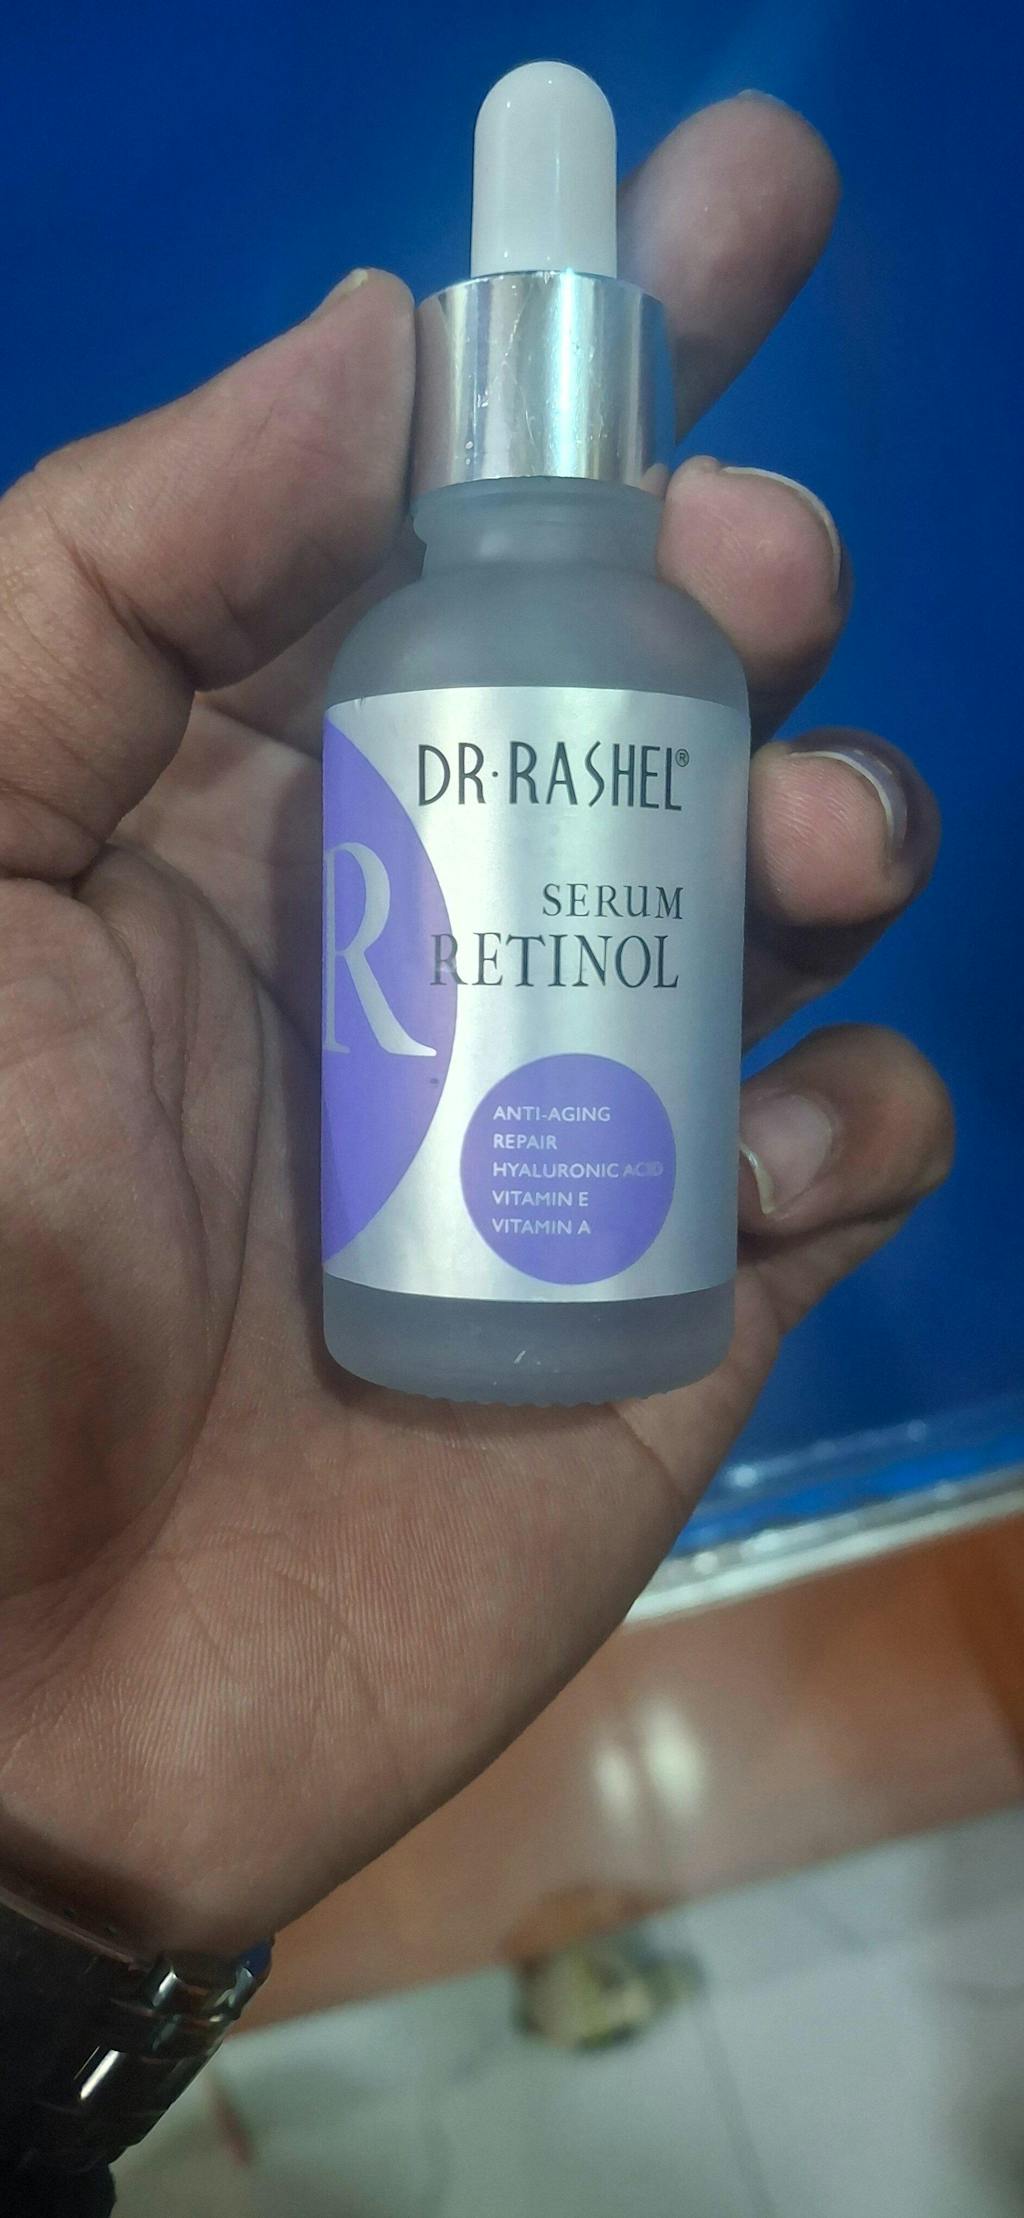 DR·RASHEL®
R
SERUM
RETINOL
ANTI-AGING
REPAIR
HYALURONIC ACID
VITAMIN E
VITAMIN A